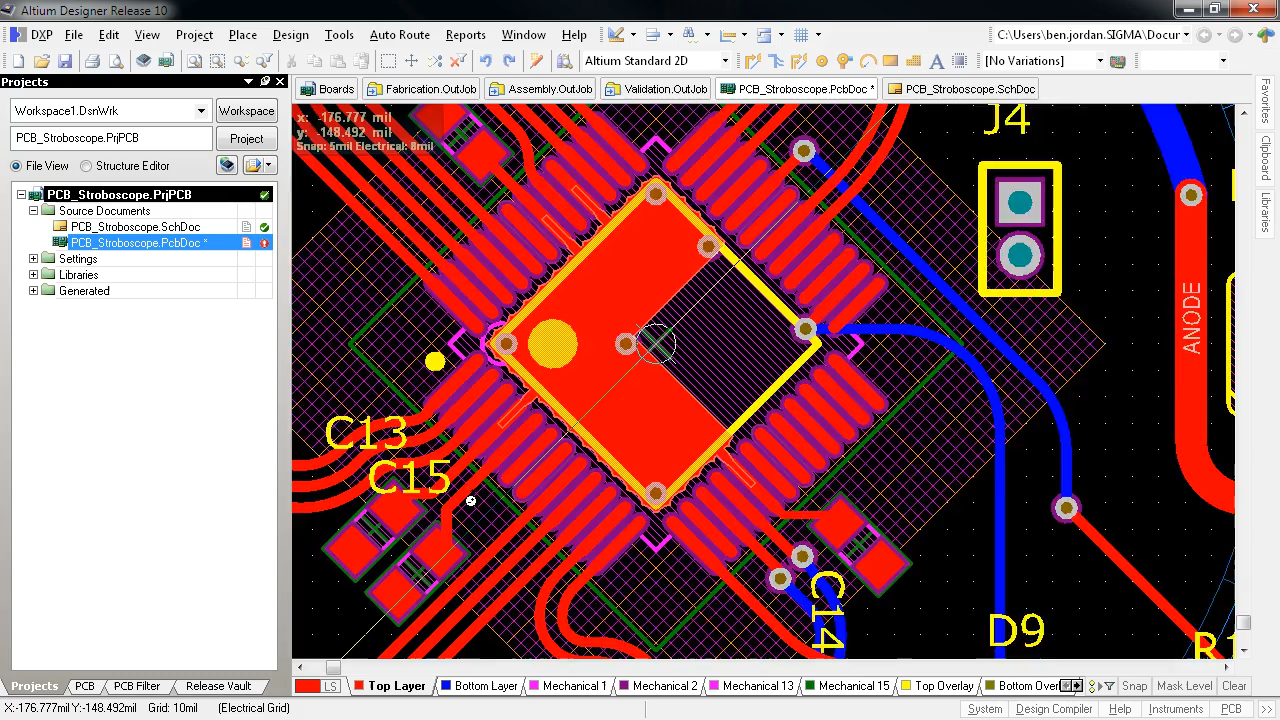 Altium Designer Release 10
DXP File Edit View Project Place Design Tools Auto Route Reports Window Help
C:\Users\ben.jordan.SIGMA\Docur
Altium Standard 2D
[No Variations]
Projects
Boards Fabrication.OutJob Assembly.OutJob Validation.OutJob PCB_Stroboscope.PcbDoc * PCB_Stroboscope.SchDoc
Workspace1.DsnWrk
Workspace
PCB_Stroboscope.PrjPCB
Project
File View Structure Editor
PCB_Stroboscope.PrjPCB
Source Documents
PCB_Stroboscope.SchDoc
PCB_Stroboscope.PcbDoc *
Settings
Libraries
Generated
x: -176.777 mil
y: -148.492 mil
Snap: 5mil Electrical: 8mil
J4
ANODE
C13
C15
C14
D9
R1
Favorites
Clipboard
Libraries
Projects PCB PCB Filter Release Vault
LS Top Layer Bottom Layer Mechanical 1 Mechanical 2 Mechanical 13 Mechanical 15 Top Overlay Bottom Over
Snap Mask Level Clear
X:-176.777mil Y:-148.492mil Grid: 10mil (Electrical Grid)
System Design Compiler Help Instruments PCB >>